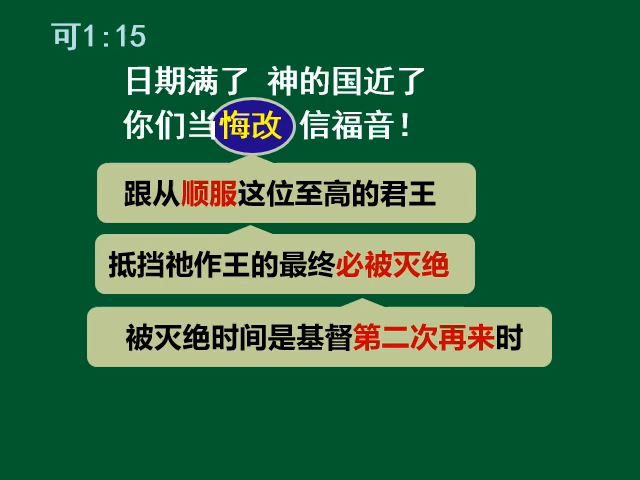 可1:15
日期满了 神的国近了
你们当悔改 信福音!
跟从顺服这位至高的君王
抵挡祂作王的最终必被灭绝
被灭绝时间是基督第二次再来时